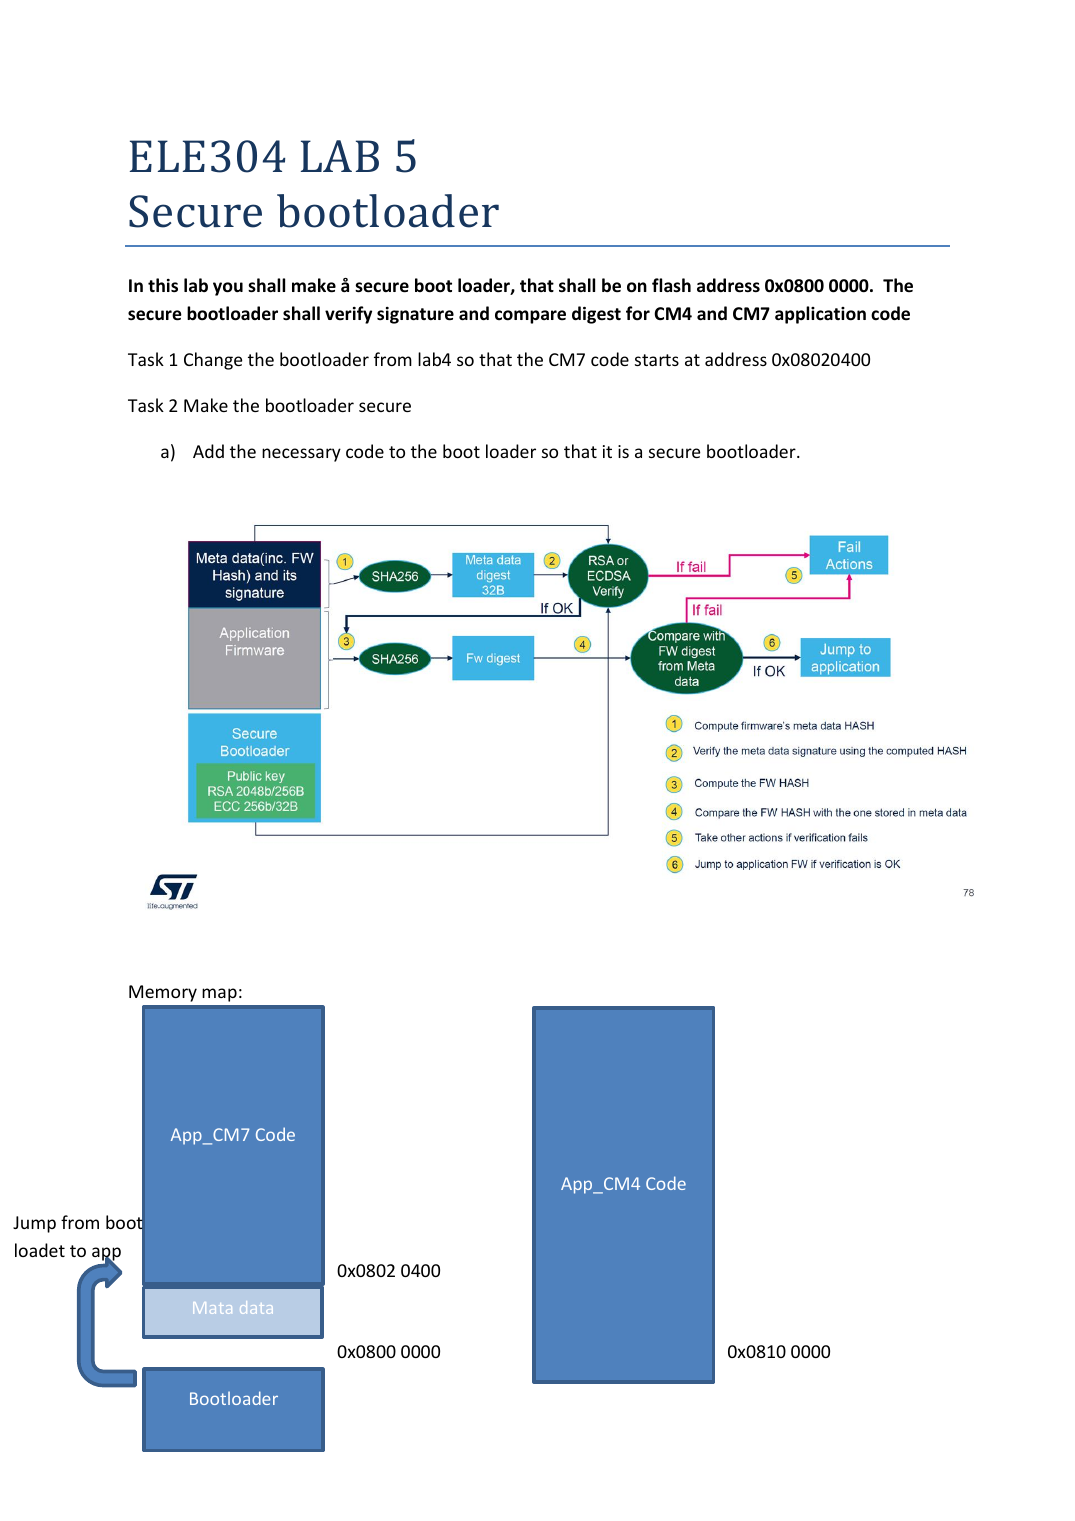 ELE304 LAB 5
Secure bootloader
In this lab you shall make å secure boot loader, that shall be on flash address 0x0800 0000.  The
secure bootloader shall verify signature and compare digest for CM4 and CM7 application code
Task 1 Change the bootloader from lab4 so that the CM7 code starts at address 0x08020400
Task 2 Make the bootloader secure
a) Add the necessary code to the boot loader so that it is a secure bootloader.
Meta data(inc. FW
Hash) and its
signature
1
SHA256
Meta data
digest
32B
2
RSA or
ECDSA
Verify
If fail
5
Fail
Actions
If OK
If fail
Application
Firmware
3
SHA256
Fw digest
4
Compare with
FW digest
from Meta
data
6
If OK
Jump to
application
Secure
Bootloader
Public key
RSA 2048b/256B
ECC 256b/32B
1 Compute firmware's meta data HASH
2 Verify the meta data signature using the computed HASH
3 Compute the FW HASH
4 Compare the FW HASH with the one stored in meta data
5 Take other actions if verification fails
6 Jump to application FW if verification is OK
ST
life.augmented
78
Memory map:
App_CM7 Code
App_CM4 Code
Jump from boot
loadet to app
0x0802 0400
Mata data
0x0800 0000
0x0810 0000
Bootloader